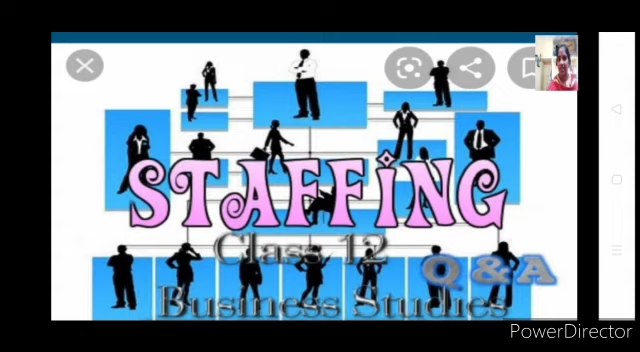 STAFFING
Class 12
Q & A
Business Studies
PowerDirector